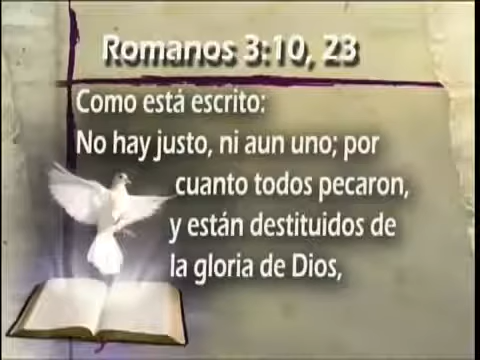 Romanos 3:10, 23
Como está escrito:
No hay justo, ni aun uno; por
cuanto todos pecaron,
y están destituidos de
la gloria de Dios,